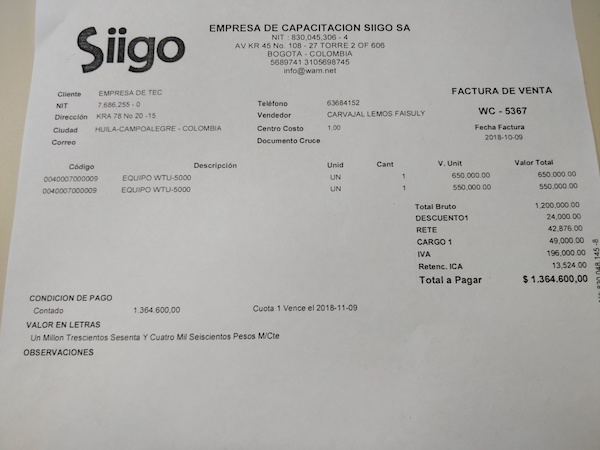 Siigo
EMPRESA DE CAPACITACION SIIGO SA
NIT : 830,045,306 - 4
AV KR 45 No. 108 - 27 TORRE 2 OF 606
BOGOTA - COLOMBIA
5689741 3105698745
info@wam.net
Cliente EMPRESA DE TEC
NIT 7,686.255 - 0
Dirección KRA 78 No 20 -15
Ciudad HUILA-CAMPOALEGRE - COLOMBIA
Correo
Teléfono 63684152
Vendedor CARVAJAL LEMOS FAISULY
Centro Costo 1.00
Documento Cruce
FACTURA DE VENTA
WC - 5367
Fecha Factura
2018-10-09
Código Descripción Unid Cant V. Unit Valor Total
0040007000009 EQUIPO WTU-5000 UN 1 650,000.00 650,000.00
0040007000009 EQUIPO WTU-5000 UN 1 550,000.00 550,000.00
Total Bruto 1,200,000.00
DESCUENTO1 24,000.00
RETE 42,876.00
CARGO 1 49,000.00
IVA 196,000.00
Retenc. ICA 13,524.00
Total a Pagar $ 1.364.600,00
CONDICION DE PAGO
Contado 1.364.600,00 Cuota 1 Vence el 2018-11-09
VALOR EN LETRAS
Un Millon Trescientos Sesenta Y Cuatro Mil Seiscientos Pesos M/Cte
OBSERVACIONES
830.048.145 -8